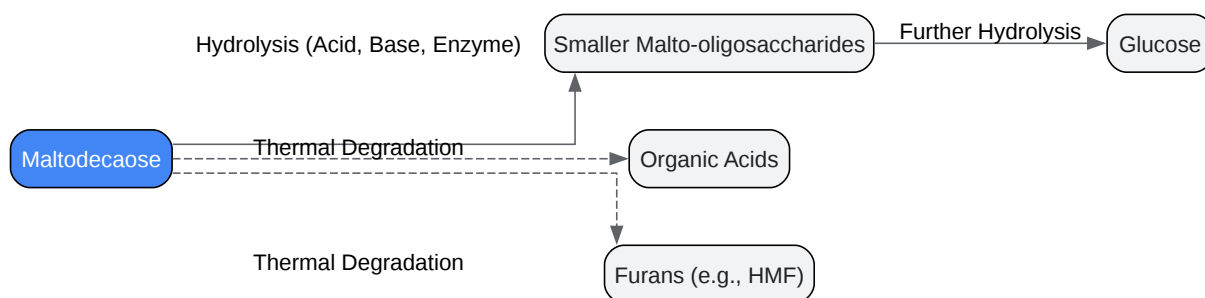 Hydrolysis (Acid, Base, Enzyme)
Smaller Malto-oligosaccharides
Further Hydrolysis
Glucose
Maltodecaose
Thermal Degradation
Organic Acids
Thermal Degradation
Furans (e.g., HMF)